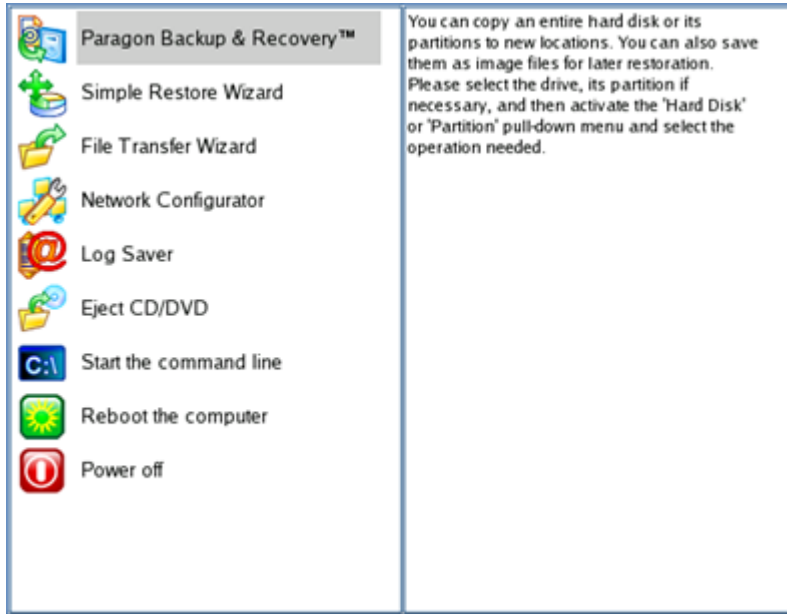 Paragon Backup & Recovery™
Simple Restore Wizard
File Transfer Wizard
Network Configurator
Log Saver
Eject CD/DVD
C:\
Start the command line
Reboot the computer
Power off
You can copy an entire hard disk or its
partitions to new locations. You can also save
them as image files for later restoration.
Please select the drive, its partition if
necessary, and then activate the 'Hard Disk'
or 'Partition' pull-down menu and select the
operation needed.